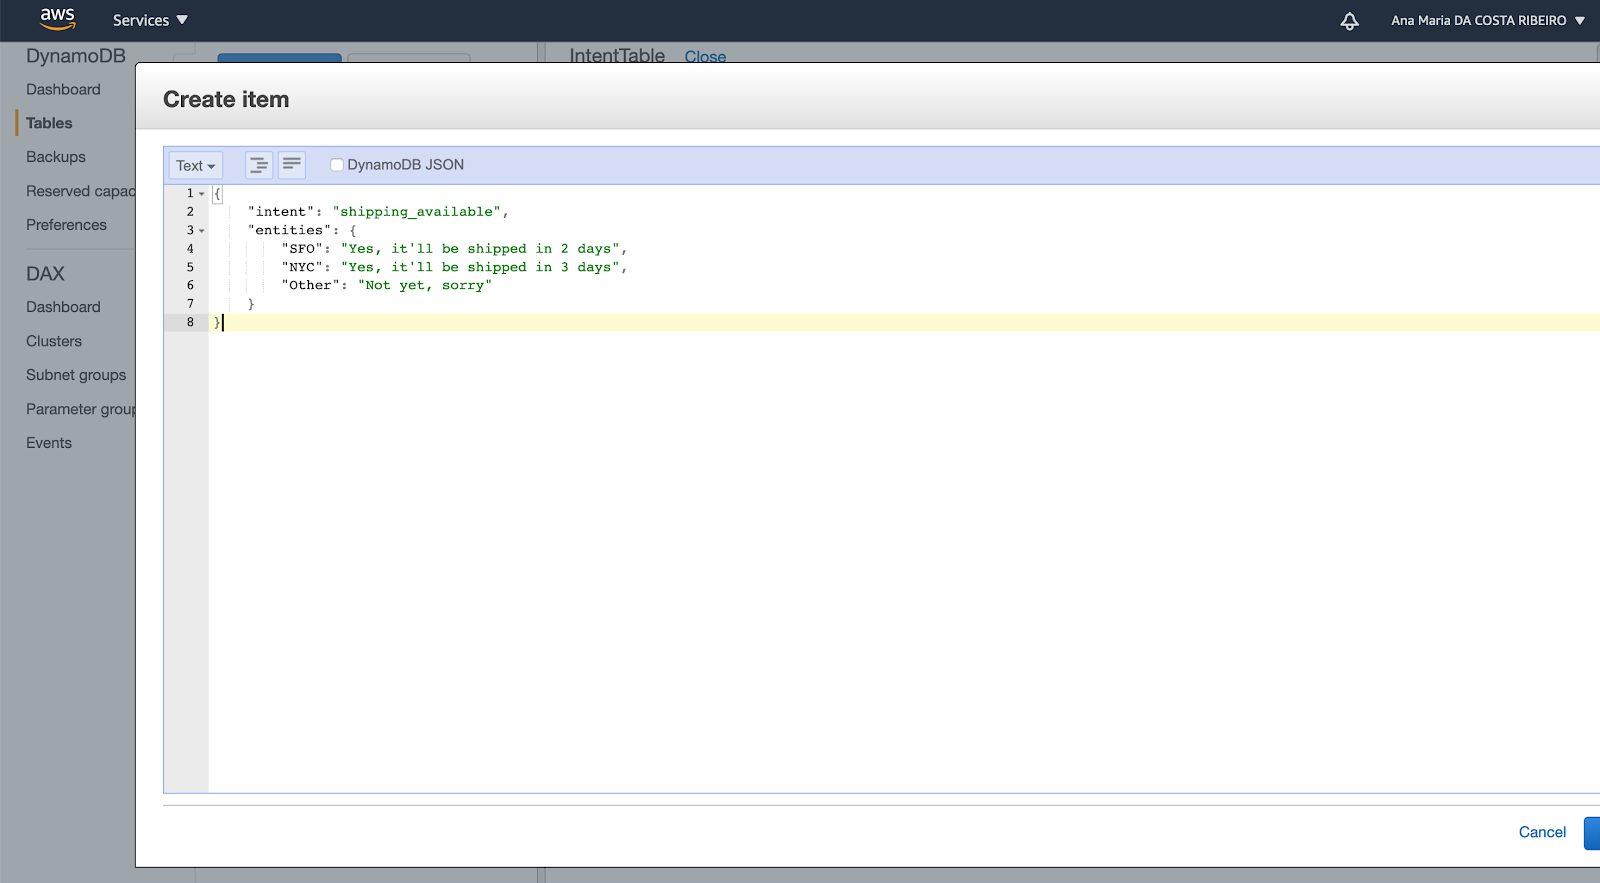 aws Services Ana Maria DA COSTA RIBEIRO
DynamoDB
Dashboard
Tables
Backups
Reserved capac
Preferences
DAX
Dashboard
Clusters
Subnet groups
Parameter group
Events
IntentTable Close
Create item
Text DynamoDB JSON
1 {
2 "intent": "shipping_available",
3 "entities": {
4 "SFO": "Yes, it'll be shipped in 2 days",
5 "NYC": "Yes, it'll be shipped in 3 days",
6 "Other": "Not yet, sorry"
7 }
8 }
Cancel